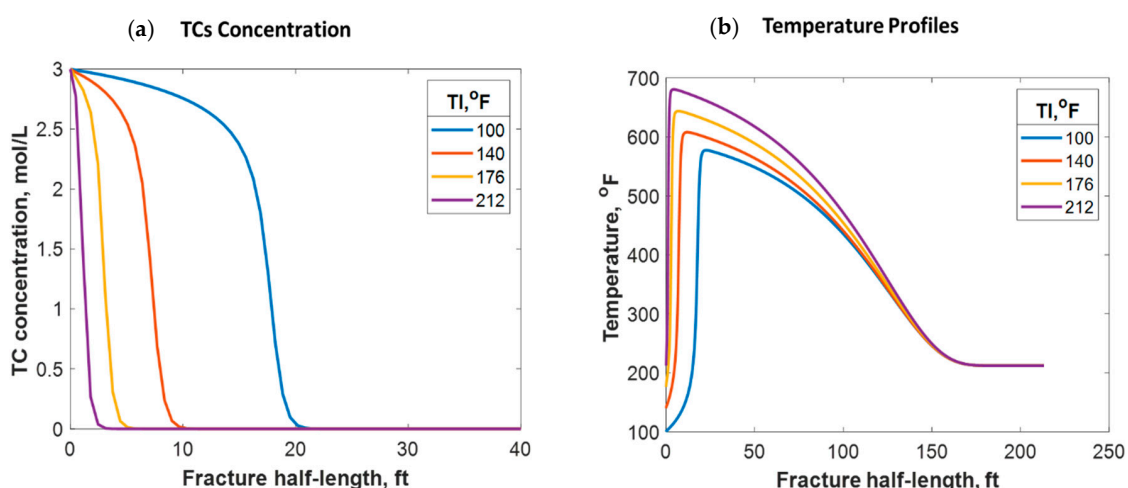 (a) TCs Concentration
TC concentration, mol/L
3
2.5
2
1.5
1
0.5
0
0 10 20 30 40
Fracture half-length, ft
TI,°F
100
140
176
212
(b) Temperature Profiles
Temperature, °F
700
600
500
400
300
200
100
0 50 100 150 200 250
Fracture half-length, ft
TI,°F
100
140
176
212